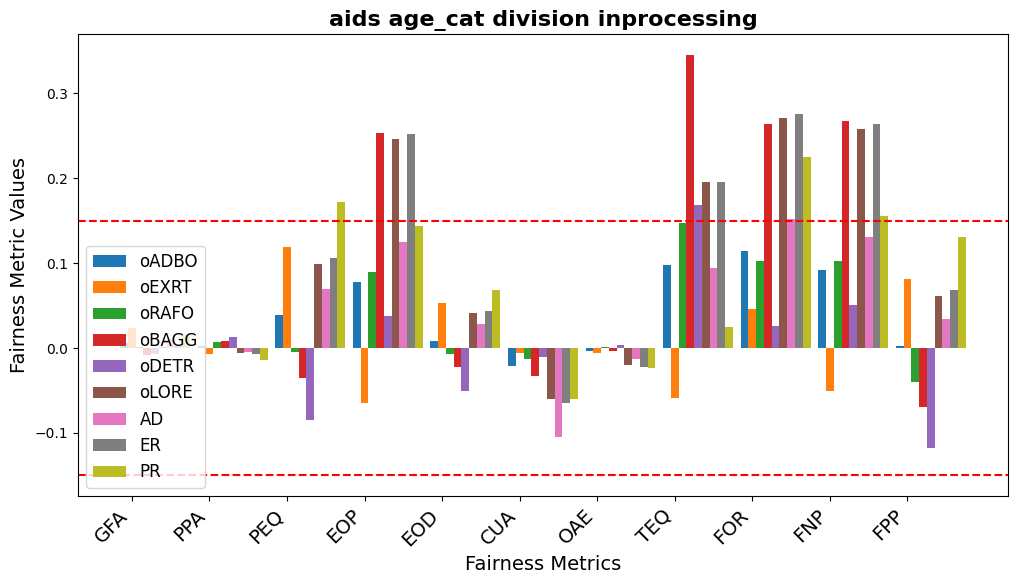 aids age_cat division inprocessing
Fairness Metric Values
0.3
0.2
0.1
0.0
−0.1
oADBO
oEXRT
oRAFO
oBAGG
oDETR
oLORE
AD
ER
PR
GFA PPA PEQ EOP EOD CUA OAE TEQ FOR FNP FPP
Fairness Metrics